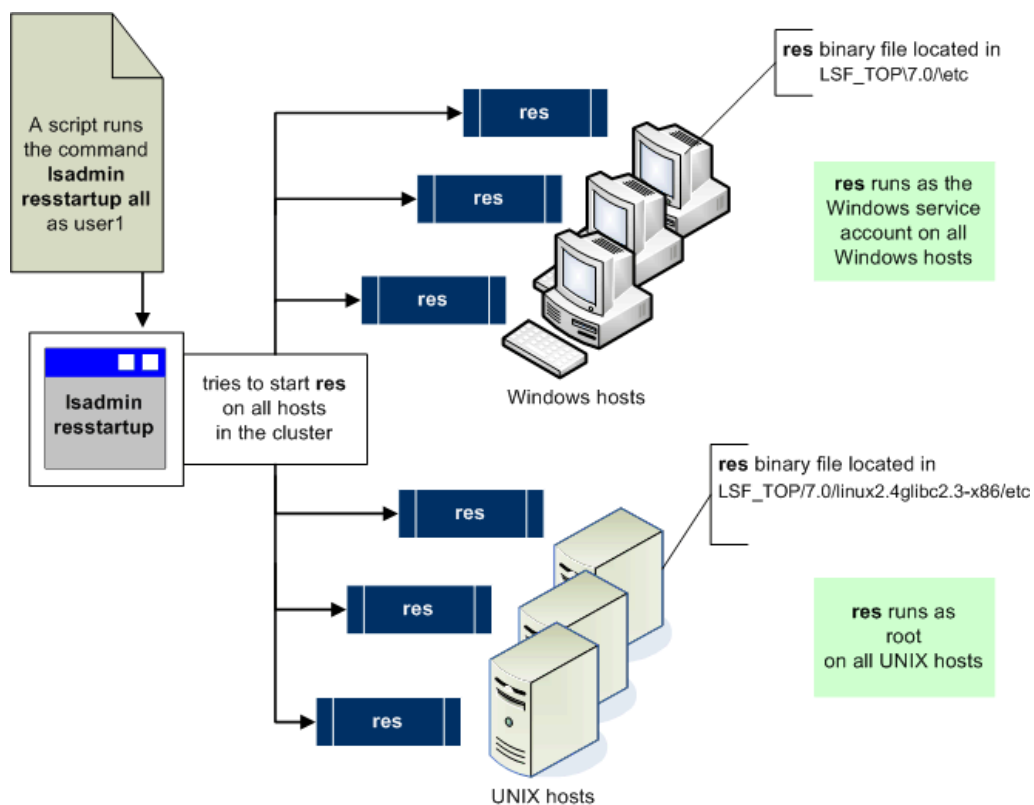 A script runs
the command
lsadmin
resstartup all
as user1
lsadmin
resstartup
tries to start res
on all hosts
in the cluster
res
res
res
res binary file located in
LSF_TOP\7.0/\etc
res runs as the
Windows service
account on all
Windows hosts
Windows hosts
res
res
res
res binary file located in
LSF_TOP/7.0/linux2.4glibc2.3-x86/etc
res runs as
root
on all UNIX hosts
UNIX hosts